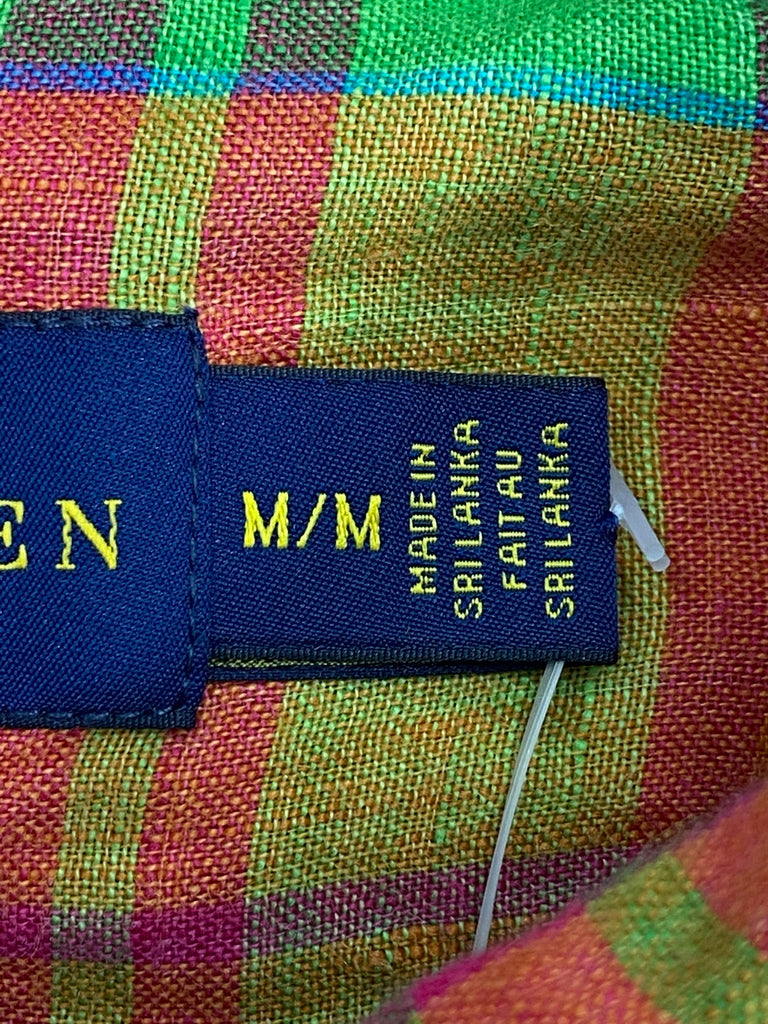 EN
M/M
MADE IN
SRI LANKA
FAIT AU
SRI LANKA